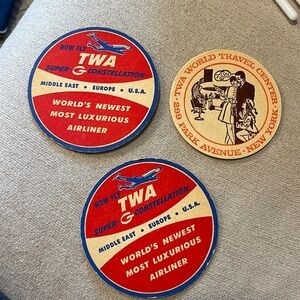 NOW FLY
TWA
SUPER-G CONSTELLATION
MIDDLE EAST • EUROPE • U.S.A.
WORLD'S NEWEST
MOST LUXURIOUS
AIRLINER
TWA WORLD TRAVEL CENTER •
299 PARK AVENUE • NEW YORK •
NOW FLY
TWA
SUPER-G CONSTELLATION
MIDDLE EAST • EUROPE • U.S.A.
WORLD'S NEWEST
MOST LUXURIOUS
AIRLINER